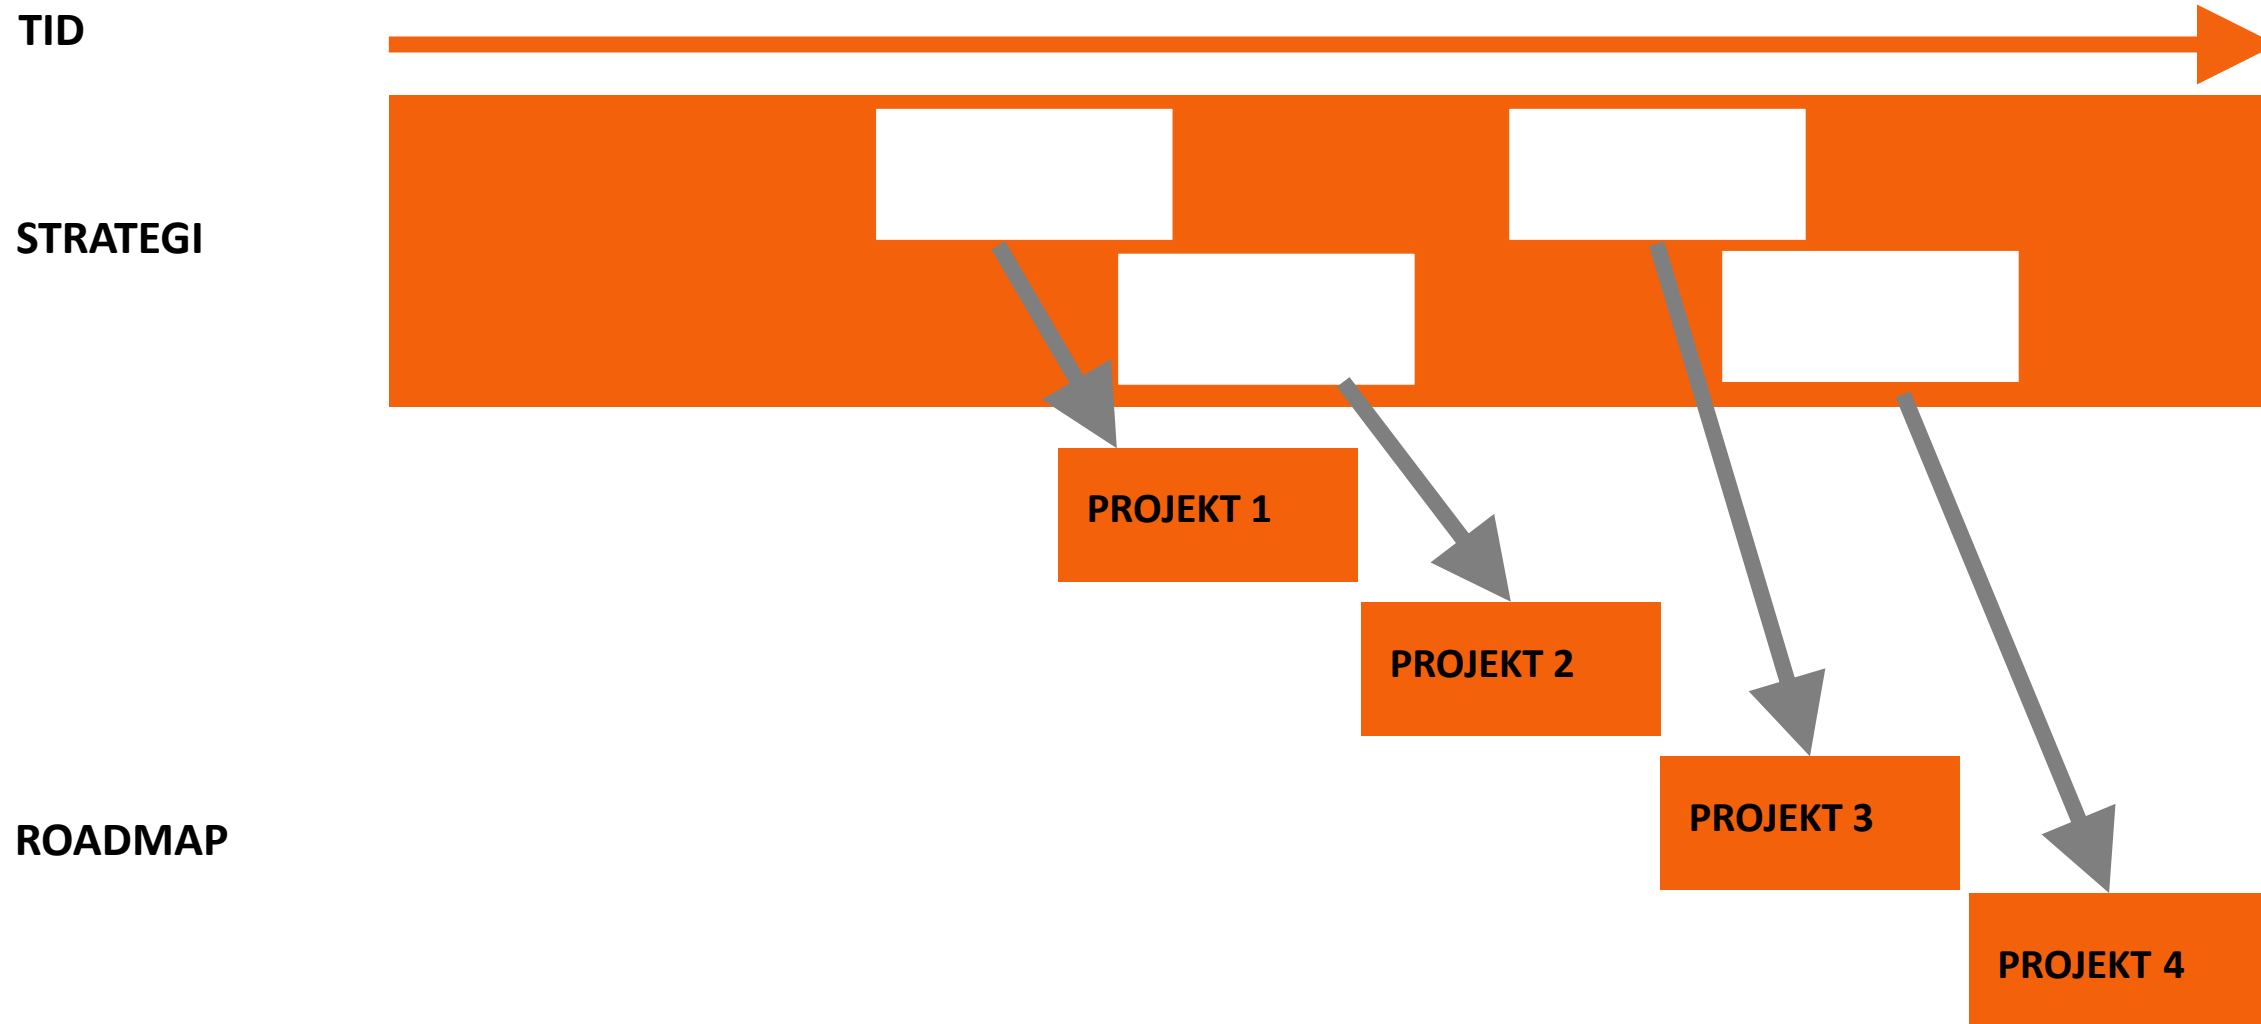 TID
STRATEGI
PROJEKT 1
PROJEKT 2
PROJEKT 3
ROADMAP
PROJEKT 4